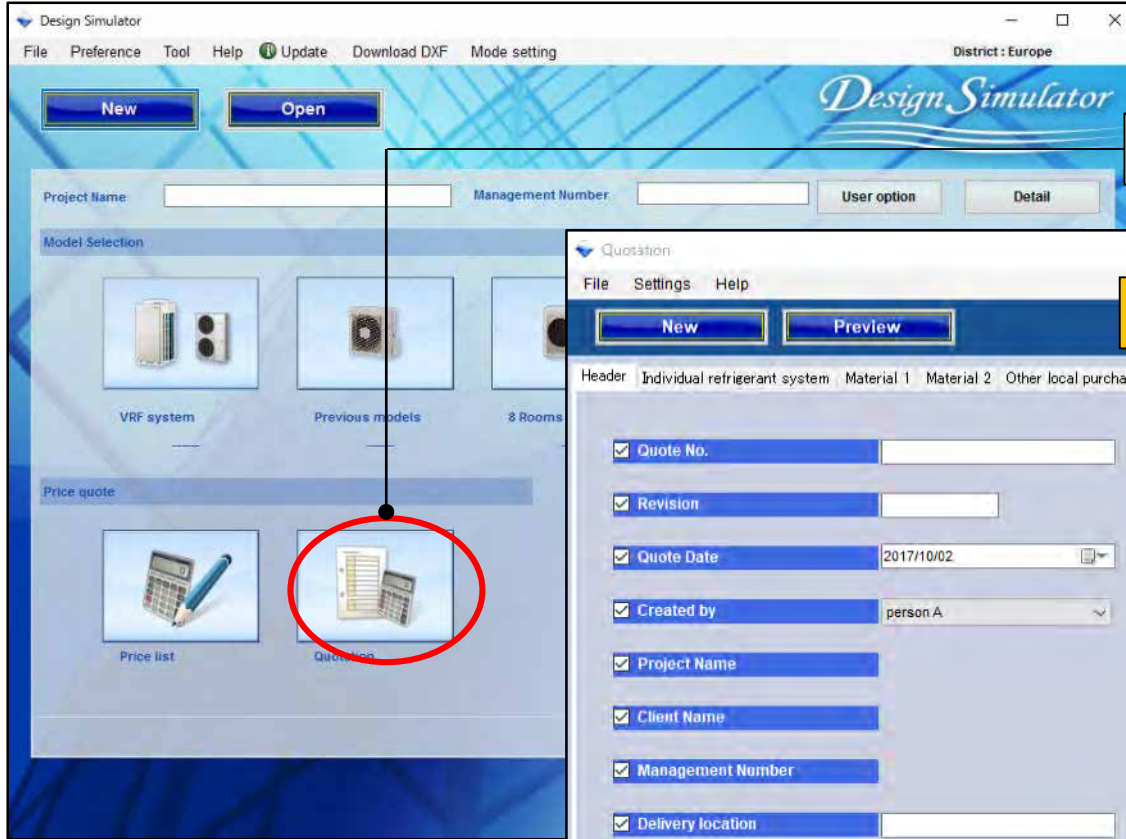 Design Simulator
File Preference Tool Help Update Download DXF Mode setting
District : Europe
New Open
Design Simulator
Project Name
Management Number
User option
Detail
Model Selection
VRF system
Previous models
8 Rooms
Price quote
Price list
Quotation
Quotation
File Settings Help
New Preview
Header Individual refrigerant system Material 1 Material 2 Other local purcha
Quote No.
Revision
Quote Date 2017/10/02
Created by person A
Project Name
Client Name
Management Number
Delivery location